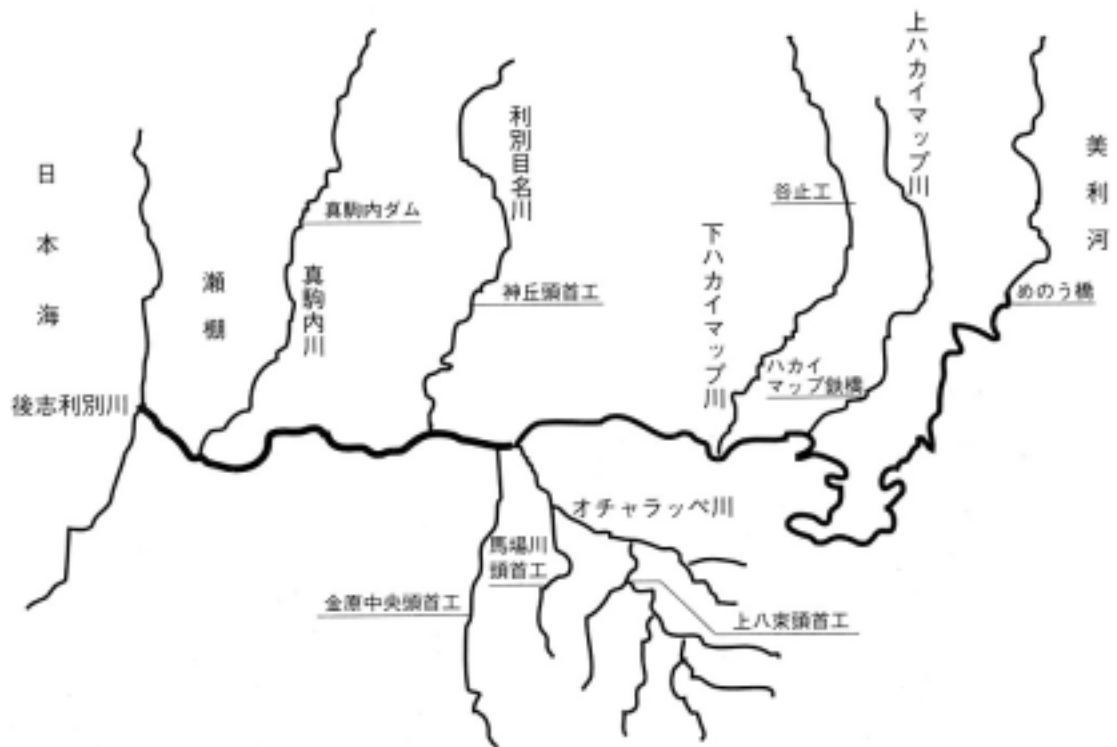 日本海
瀬棚
後志利別川
真駒内ダム
真駒内川
利別目名川
神丘頭首工
下ハカイマップ川
谷止工
上ハカイマップ川
ハカイ
マップ鉄橋
美利河
めのう橋
オチャラッペ川
馬場川
頭首工
金原中央頭首工
上八束頭首工